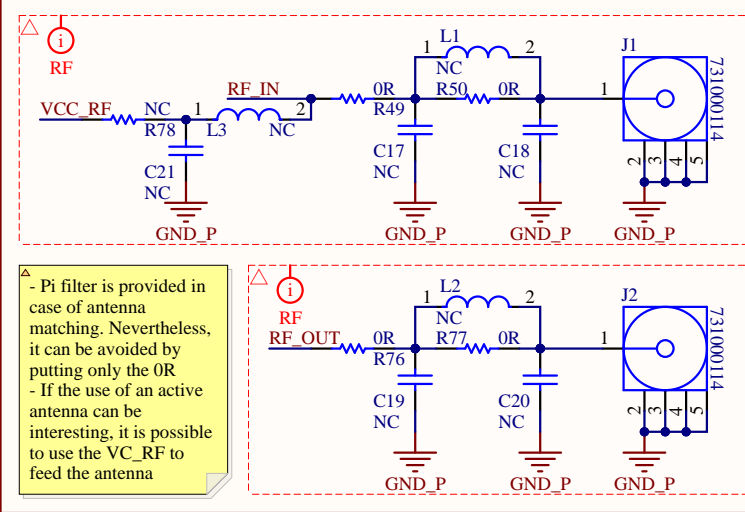 i
RF
L1
1
2
NC
J1
RF_IN
0R
R50
0R
1
731000114
VCC_RF
NC
1
2
R49
R78
L3
NC
C21
NC
C17
NC
C18
NC
2
3
4
5
GND_P
GND_P
GND_P
GND_P
- Pi filter is provided in
case of antenna
matching. Nevertheless,
it can be avoided by
putting only the 0R
- If the use of an active
antenna can be
interesting, it is possible
to use the VC_RF to
feed the antenna
i
RF
L2
1
2
NC
J2
RF_OUT
0R
R77
0R
1
731000114
R76
C19
NC
C20
NC
2
3
4
5
GND_P
GND_P
GND_P